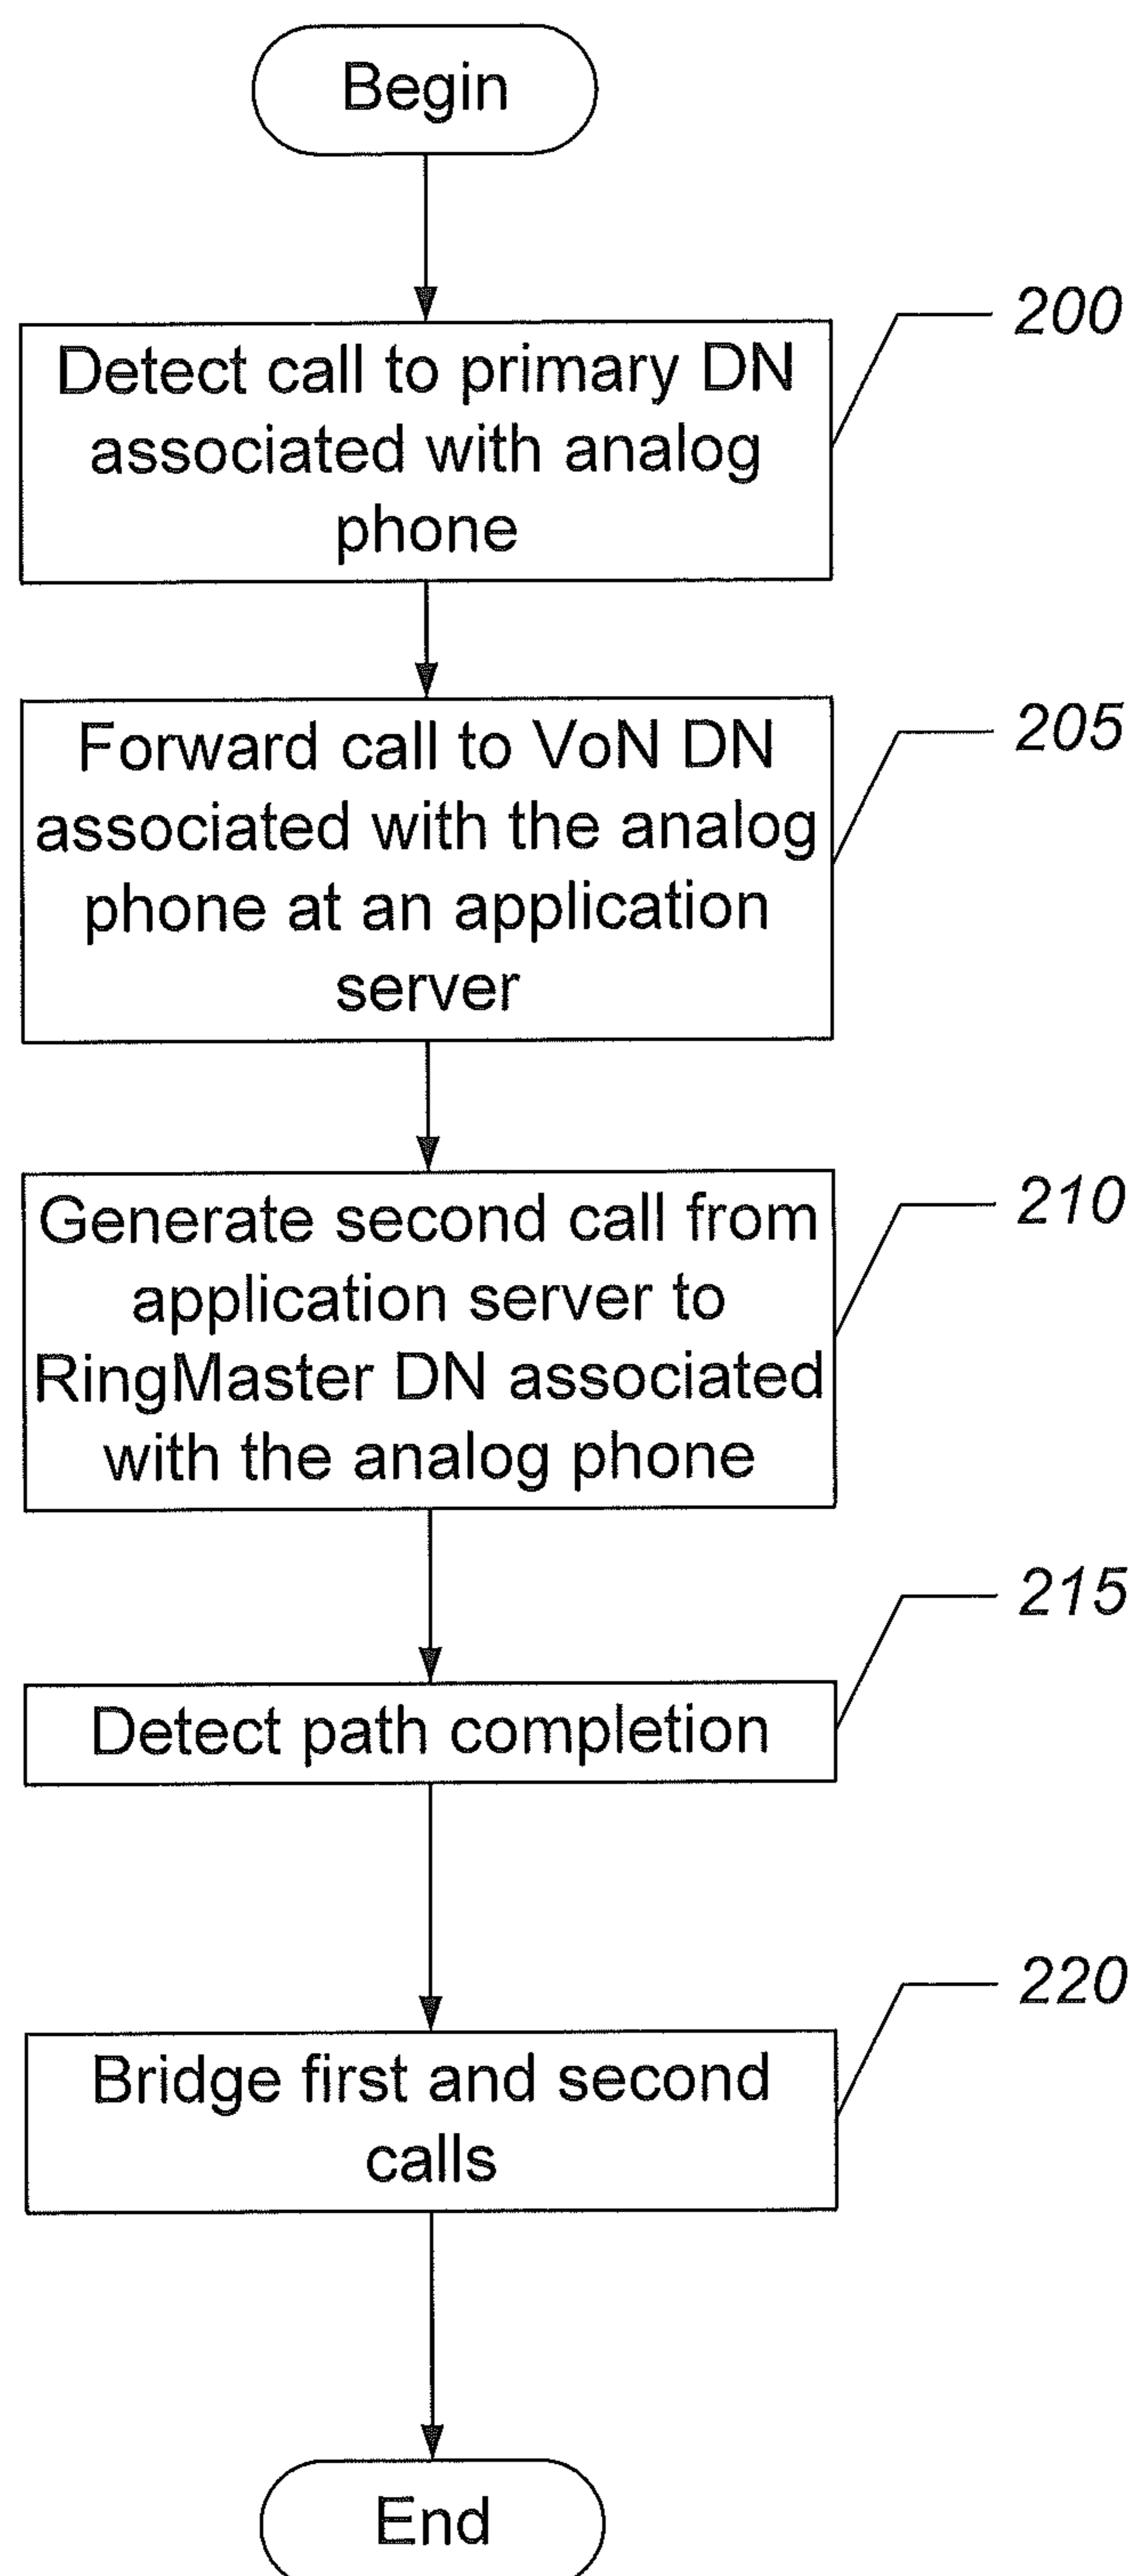 Begin
200
Detect call to primary DN
associated with analog
phone
205
Forward call to VoN DN
associated with the analog
phone at an application
server
210
Generate second call from
application server to
RingMaster DN associated
with the analog phone
215
Detect path completion
220
Bridge first and second
calls
End